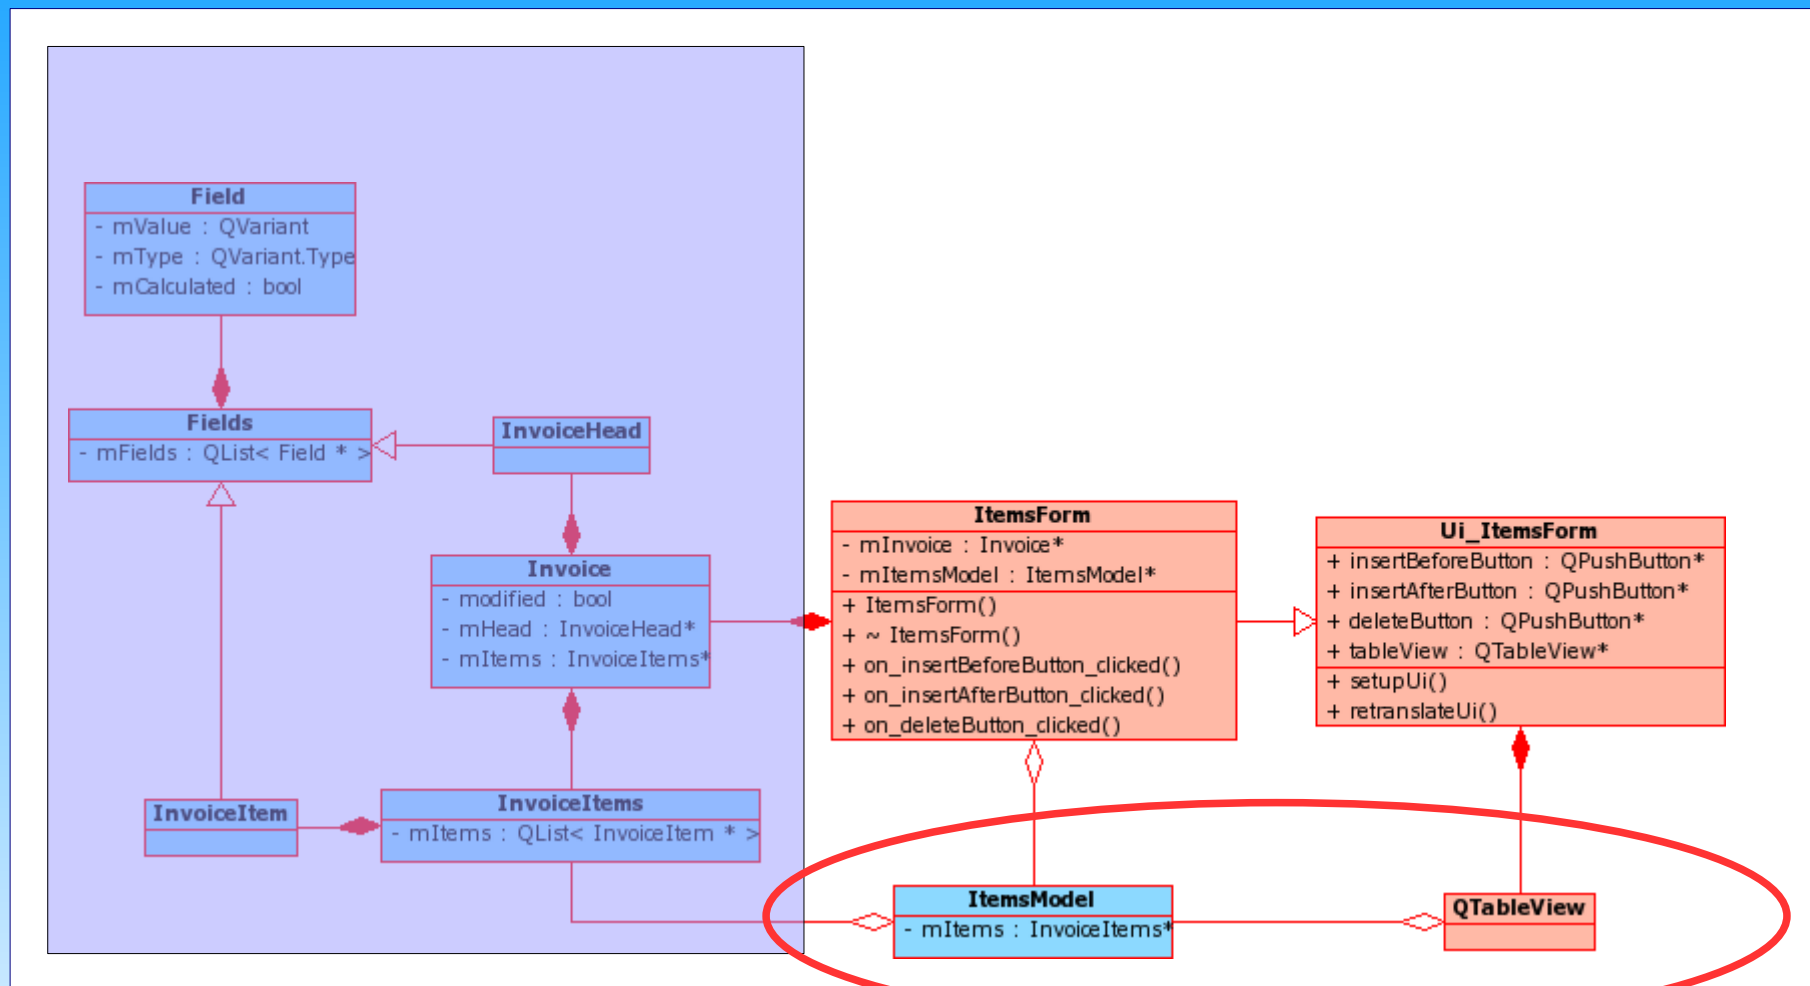 Field
- mValue : QVariant
- mType : QVariant.Type
- mCalculated : bool
Fields
- mFields : QList< Field * >
InvoiceHead
Invoice
- modified : bool
- mHead : InvoiceHead*
- mItems : InvoiceItems*
InvoiceItem
InvoiceItems
- mItems : QList< InvoiceItem * >
ItemsForm
- mInvoice : Invoice*
- mItemsModel : ItemsModel*
+ ItemsForm()
+ ~ ItemsForm()
+ on_insertBeforeButton_clicked()
+ on_insertAfterButton_clicked()
+ on_deleteButton_clicked()
Ui_ItemsForm
+ insertBeforeButton : QPushButton*
+ insertAfterButton : QPushButton*
+ deleteButton : QPushButton*
+ tableView : QTableView*
+ setupUi()
+ retranslateUi()
ItemsModel
- mItems : InvoiceItems*
QTableView